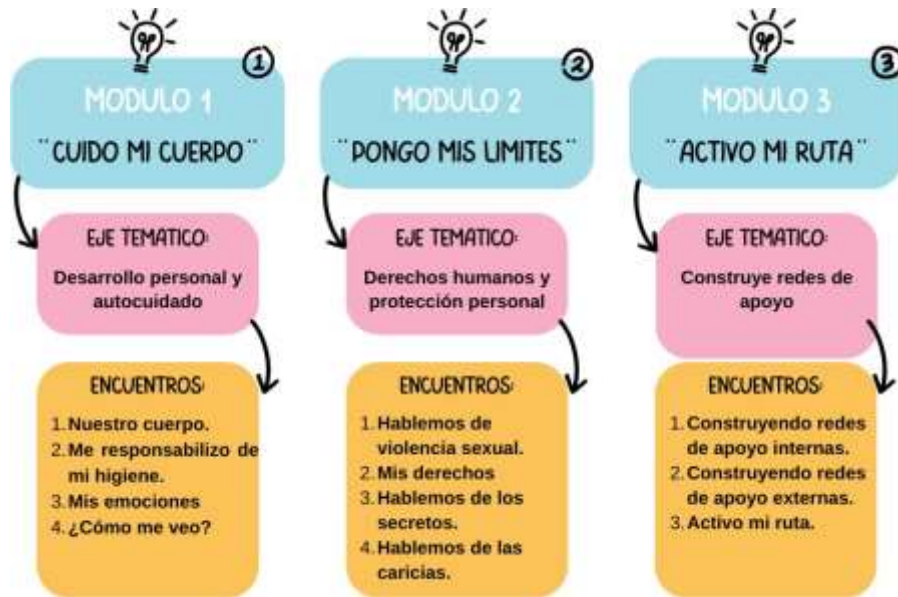 1
MODULO 1
¨CUIDO MI CUERPO¨
EJE TEMATICO:
Desarrollo personal y
autocuidado
ENCUENTROS:
1. Nuestro cuerpo.
2. Me responsabilizo de
mi higiene.
3. Mis emociones
4. ¿Cómo me veo?
2
MODULO 2
¨PONGO MIS LIMITES¨
EJE TEMATICO:
Derechos humanos y
protección personal
ENCUENTROS:
1. Hablemos de
violencia sexual.
2. Mis derechos
3. Hablemos de los
secretos.
4. Hablemos de las
caricias.
3
MODULO 3
¨ACTIVO MI RUTA¨
EJE TEMATICO:
Construye redes de
apoyo
ENCUENTROS:
1. Construyendo redes
de apoyo internas.
2. Construyendo redes
de apoyo externas.
3. Activo mi ruta.